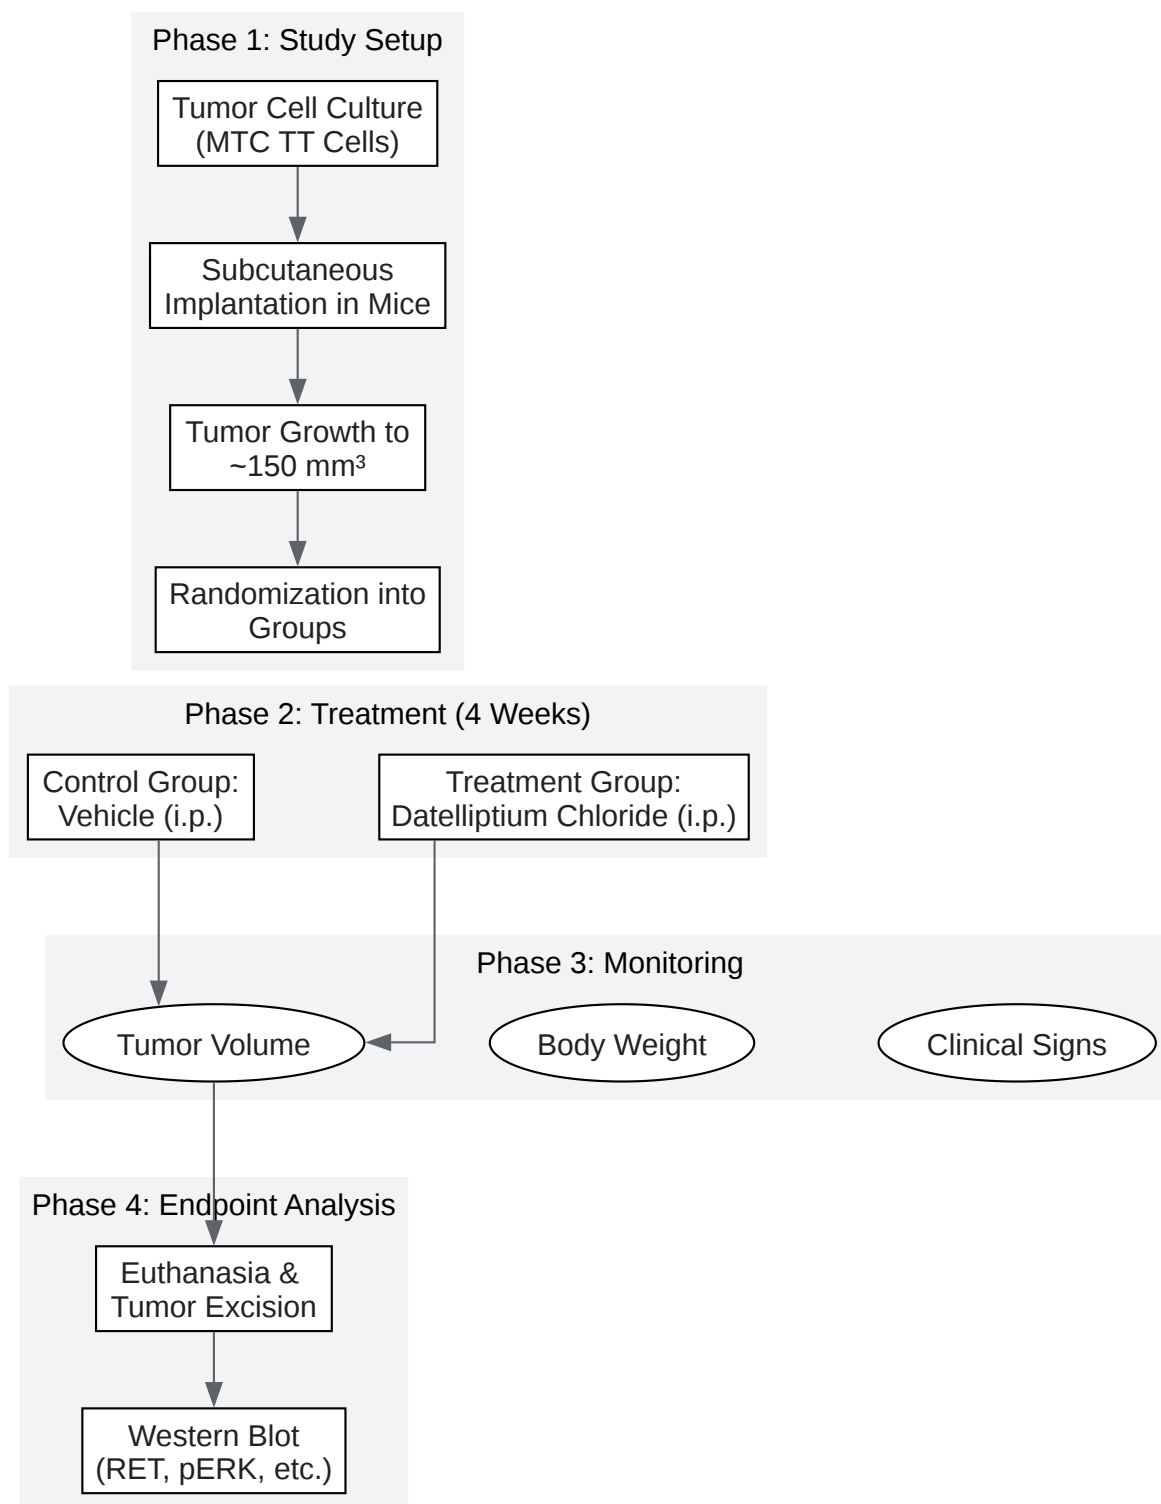 Phase 1: Study Setup
Tumor Cell Culture
(MTC TT Cells)
Subcutaneous
Implantation in Mice
Tumor Growth to
~150 mm³
Randomization into
Groups
Phase 2: Treatment (4 Weeks)
Control Group:
Vehicle (i.p.)
Treatment Group:
Datelliptium Chloride (i.p.)
Phase 3: Monitoring
Tumor Volume
Body Weight
Clinical Signs
Phase 4: Endpoint Analysis
Euthanasia &
Tumor Excision
Western Blot
(RET, pERK, etc.)